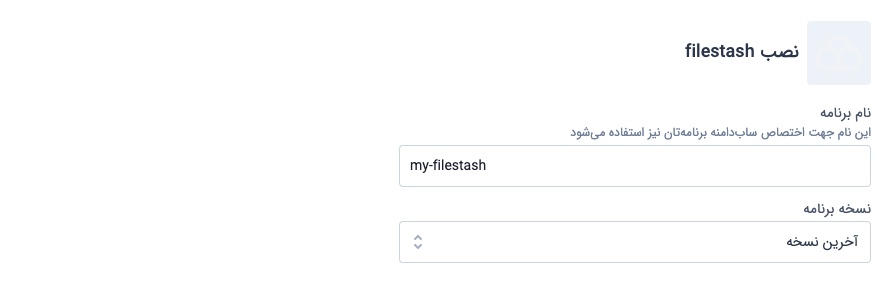 نصب filestash
نام برنامه
این نام جهت اختصاص ساب‌دامنه برنامه‌تان نیز استفاده می‌شود
my-filestash
نسخه برنامه
آخرین نسخه